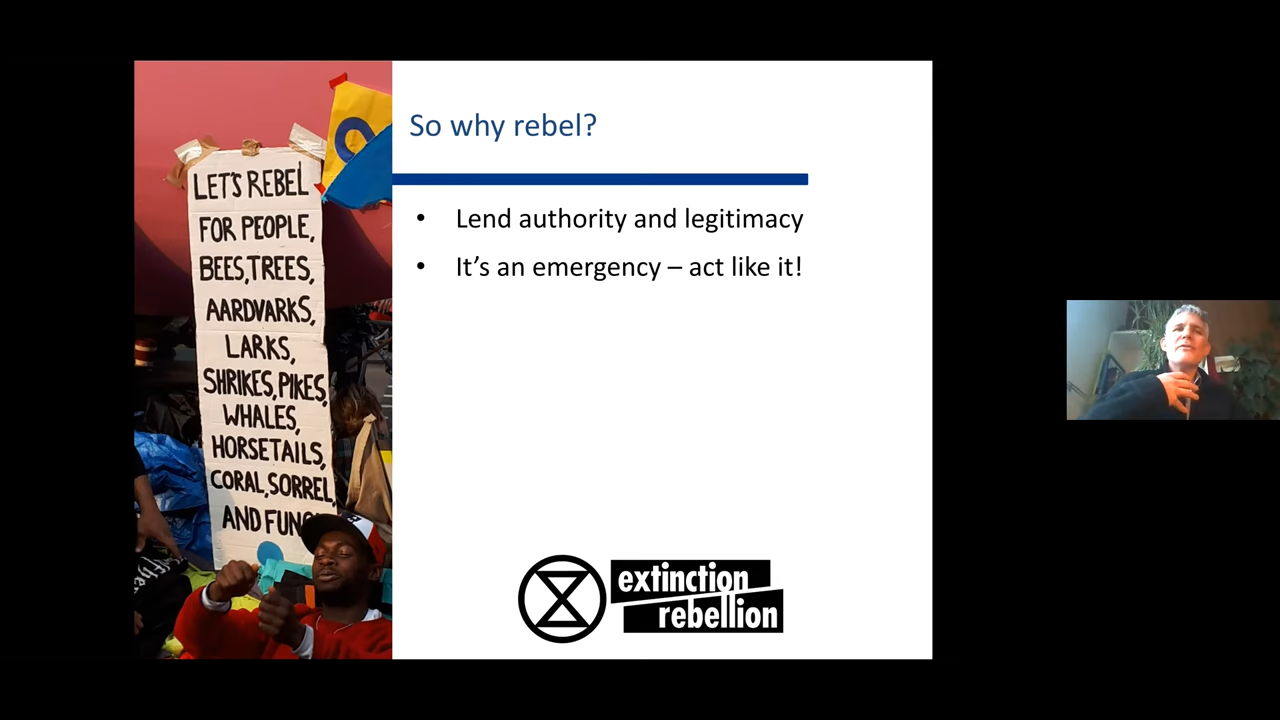 LET'S REBEL
FOR PEOPLE,
BEES, TREES,
AARDVARKS,
LARKS,
SHRIKES, PIKES,
WHALES,
HORSETAILS,
CORAL, SORREL,
AND
So why rebel?
• Lend authority and legitimacy
• It’s an emergency – act like it!
extinction
rebellion